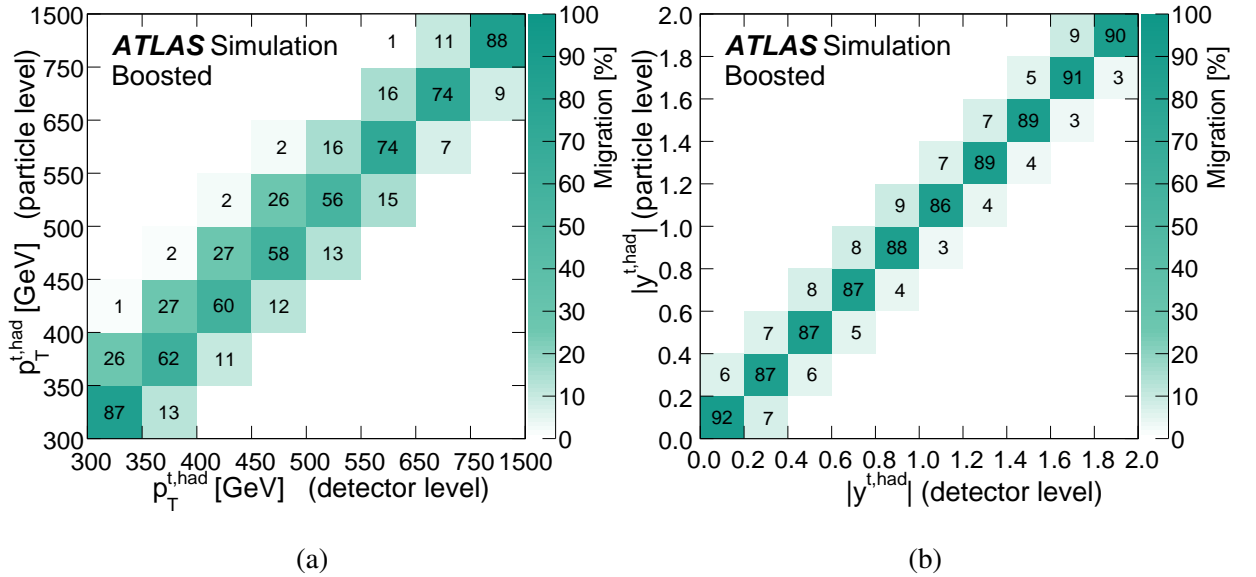 ATLAS Simulation
Boosted
1 11 88
16 74 9
2 16 74 7
2 26 56 15
2 27 58 13
1 27 60 12
26 62 11
87 13
1500
750
650
550
500
450
400
350
300
300 350 400 450 500 550 650 750 1500
p_T^{t,had} [GeV] (particle level)
p_T^{t,had} [GeV] (detector level)
100
90
80
70
60
50
40
30
20
10
0
Migration [%]
(a)
ATLAS Simulation
Boosted
9 90
5 91 3
7 89 3
7 89 4
9 86 4
8 88 3
8 87 4
7 87 5
6 87 6
92 7
2.0
1.8
1.6
1.4
1.2
1.0
0.8
0.6
0.4
0.2
0.0
0.0 0.2 0.4 0.6 0.8 1.0 1.2 1.4 1.6 1.8 2.0
|y^{t,had}| (particle level)
|y^{t,had}| (detector level)
100
90
80
70
60
50
40
30
20
10
0
Migration [%]
(b)